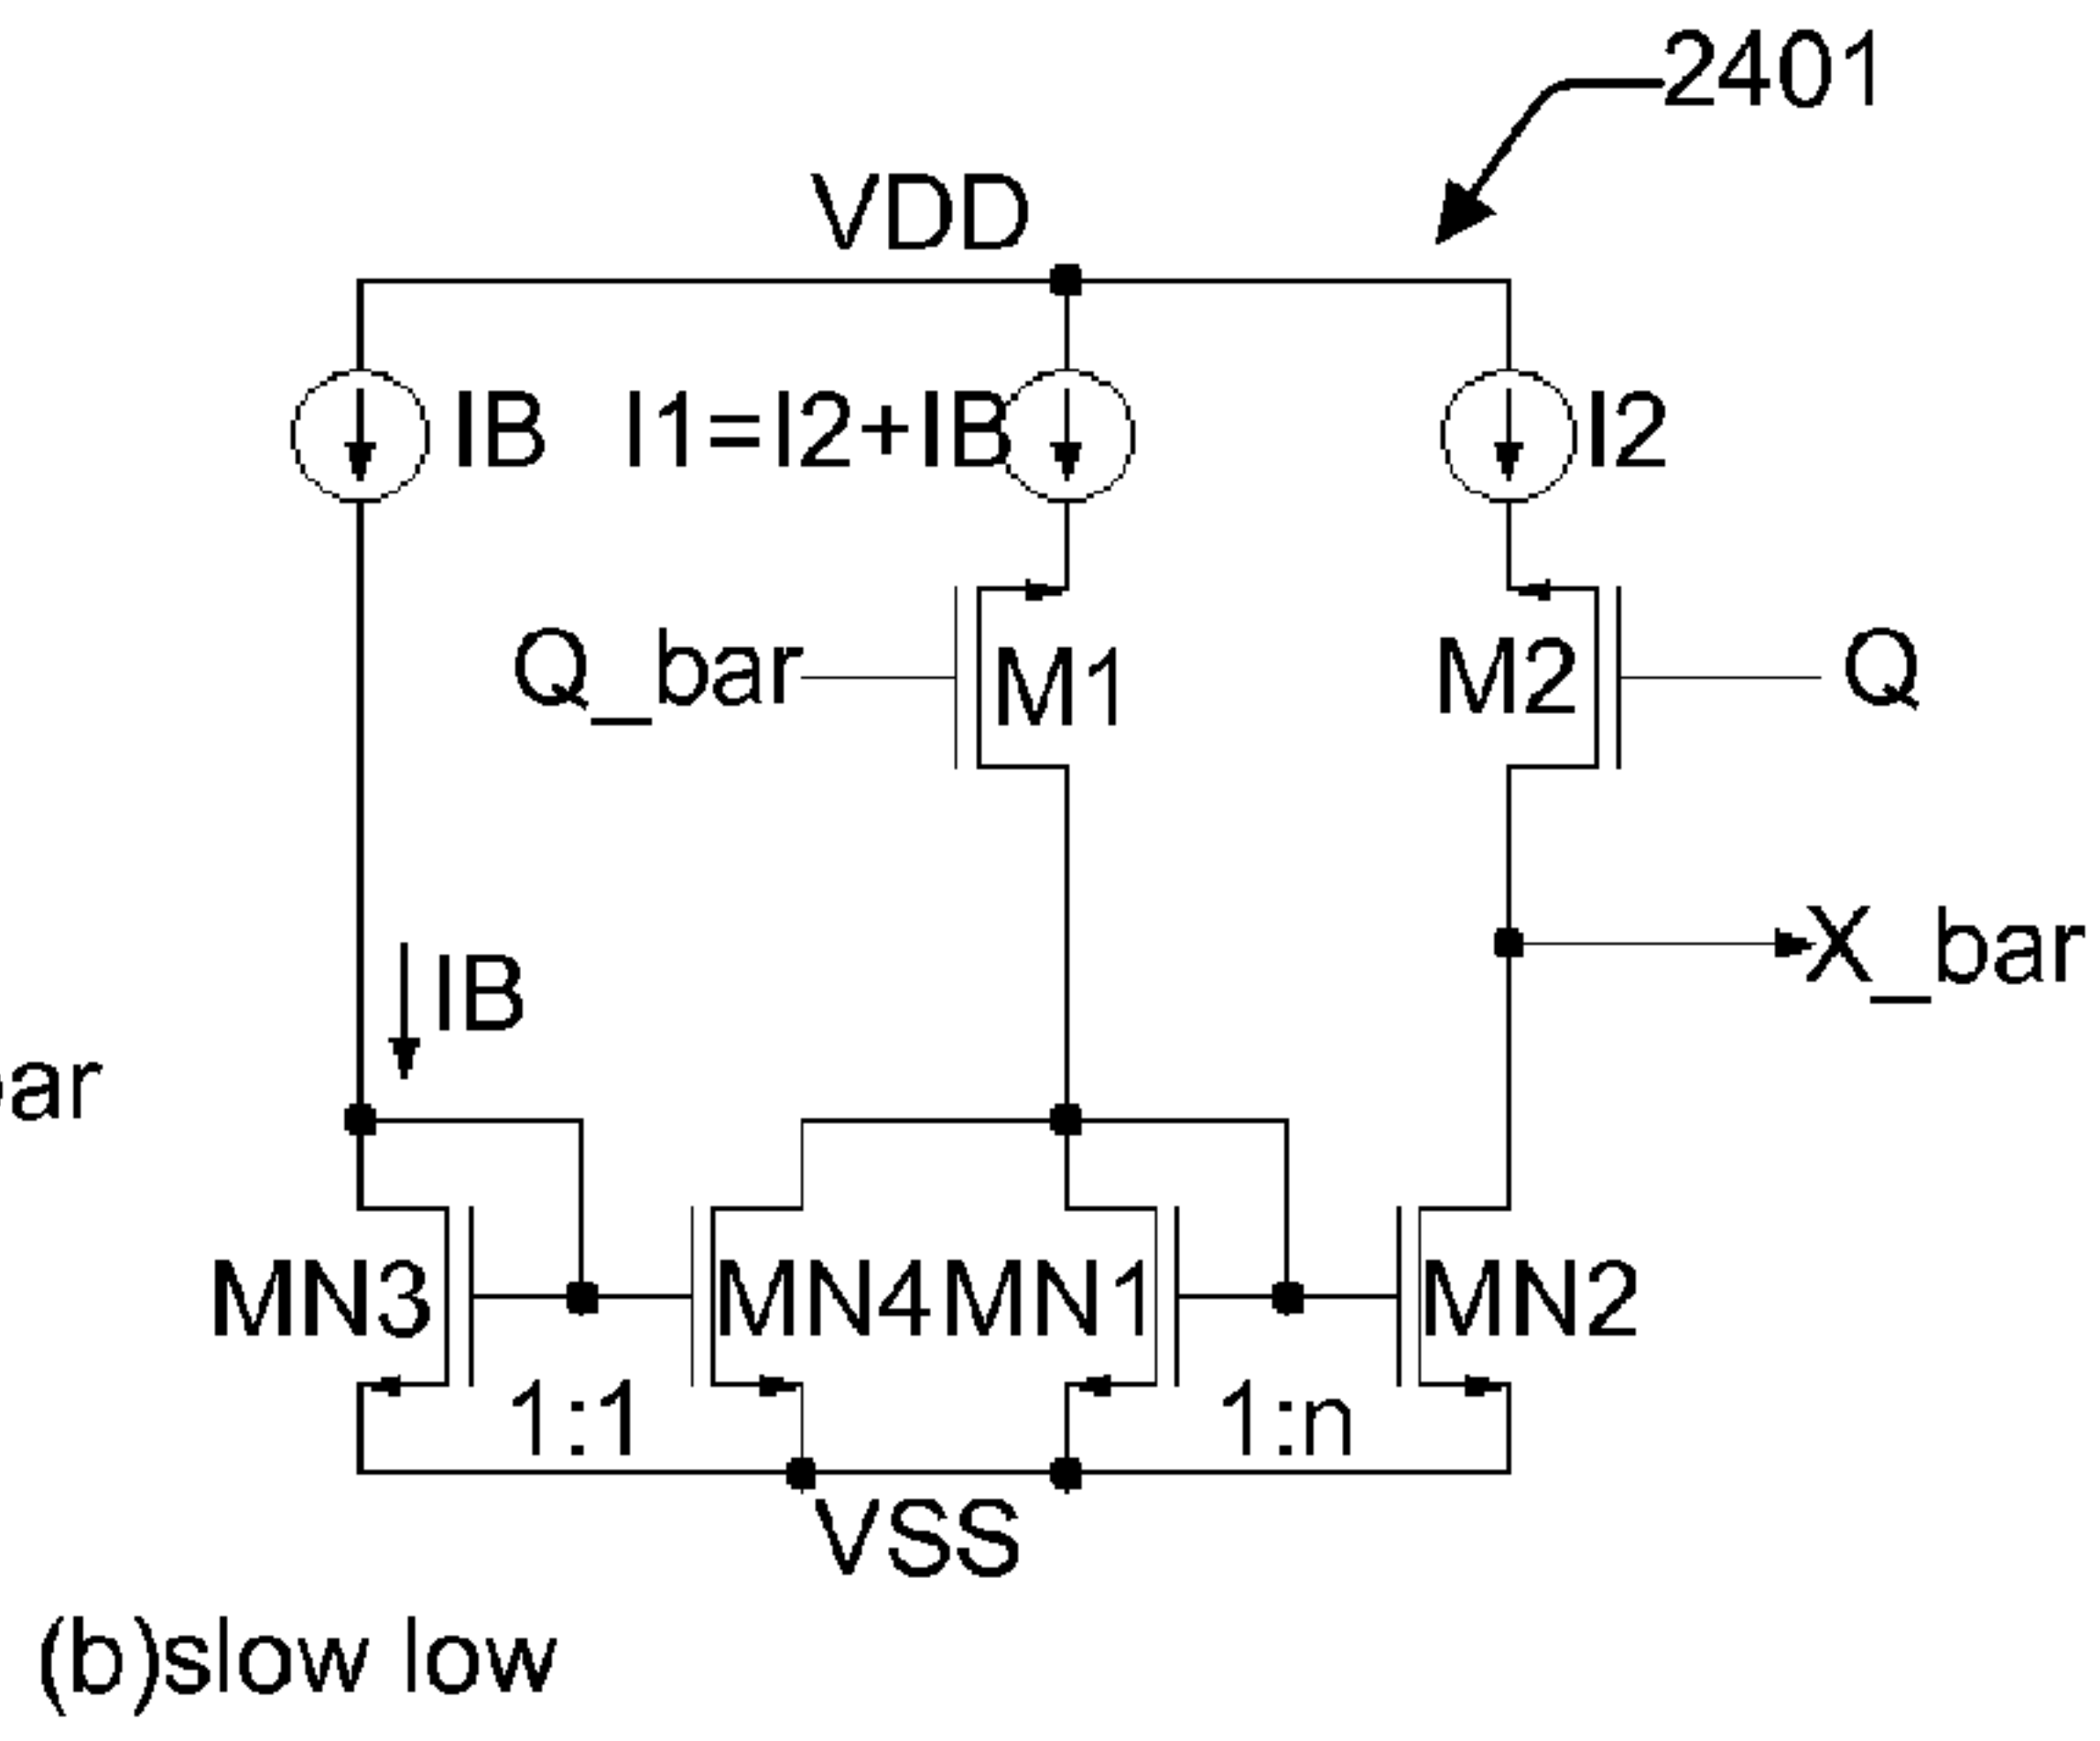 2401
VDD
IB I1=I2+IB I2
Q_bar M1 M2 Q
X_bar
IB
ar
MN3 MN4 MN1 MN2
1:1 1:n
VSS
(b)slow low